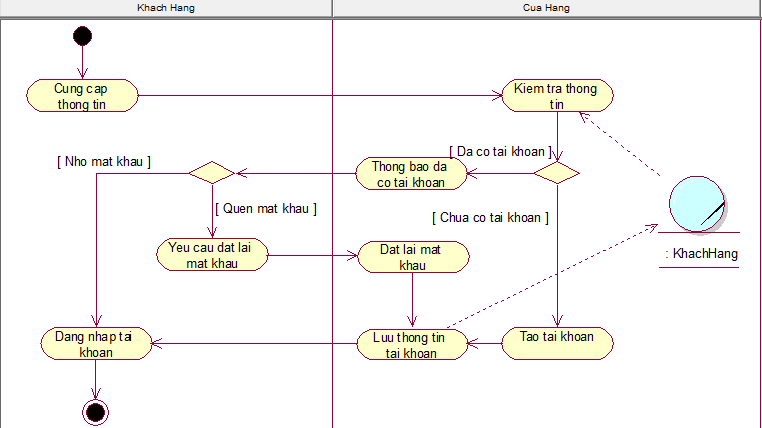 Khach Hang
Cua Hang
Cung cap
thong tin
Kiem tra thong
tin
[ Da co tai khoan ]
[ Nho mat khau ]
Thong bao da
co tai khoan
[ Quen mat khau ]
[ Chua co tai khoan ]
Yeu cau dat lai
mat khau
Dat lai mat
khau
: KhachHang
Dang nhap tai
khoan
Luu thong tin
tai khoan
Tao tai khoan